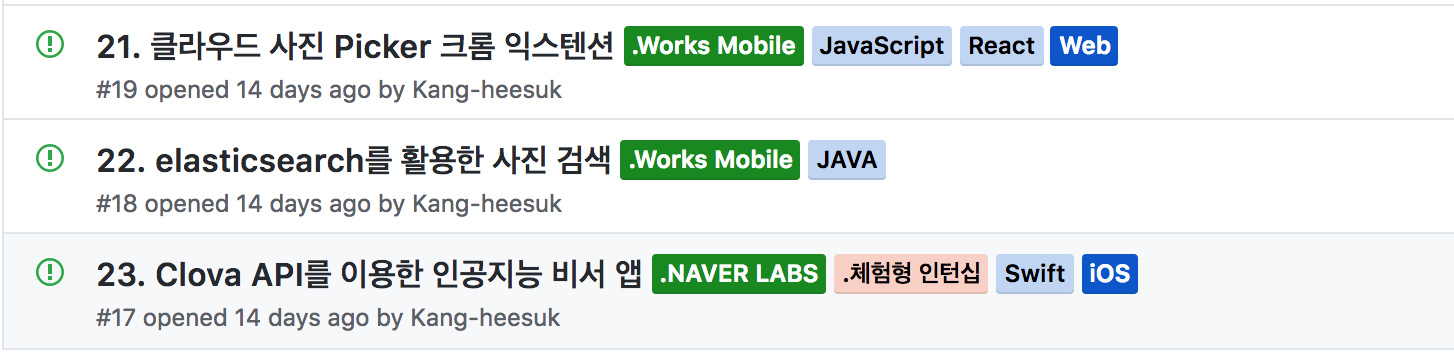 21. 클라우드 사진 Picker 크롬 익스텐션 .Works Mobile JavaScript React Web
#19 opened 14 days ago by Kang-heesuk
22. elasticsearch를 활용한 사진 검색 .Works Mobile JAVA
#18 opened 14 days ago by Kang-heesuk
23. Clova API를 이용한 인공지능 비서 앱 .NAVER LABS .체험형 인턴십 Swift iOS
#17 opened 14 days ago by Kang-heesuk